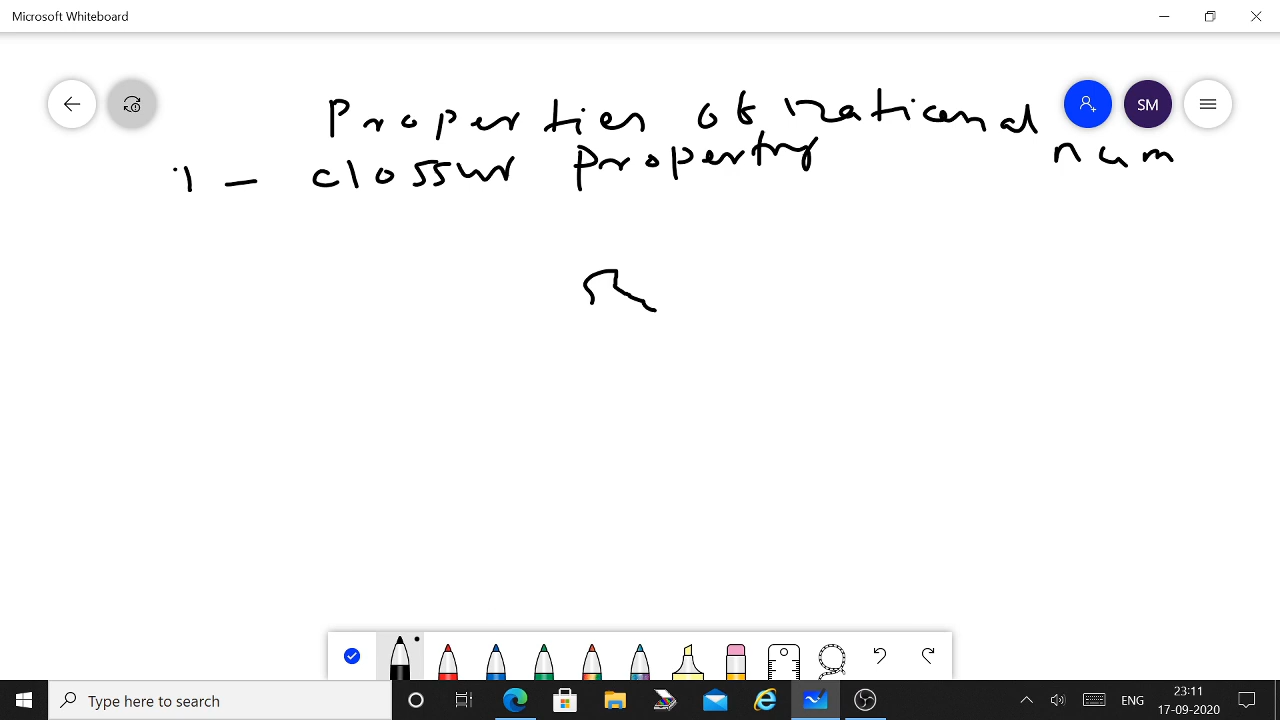 Microsoft Whiteboard
SM
Properties of rational
num
1 - clossur property
Type here to search
ENG
23:11
17-09-2020